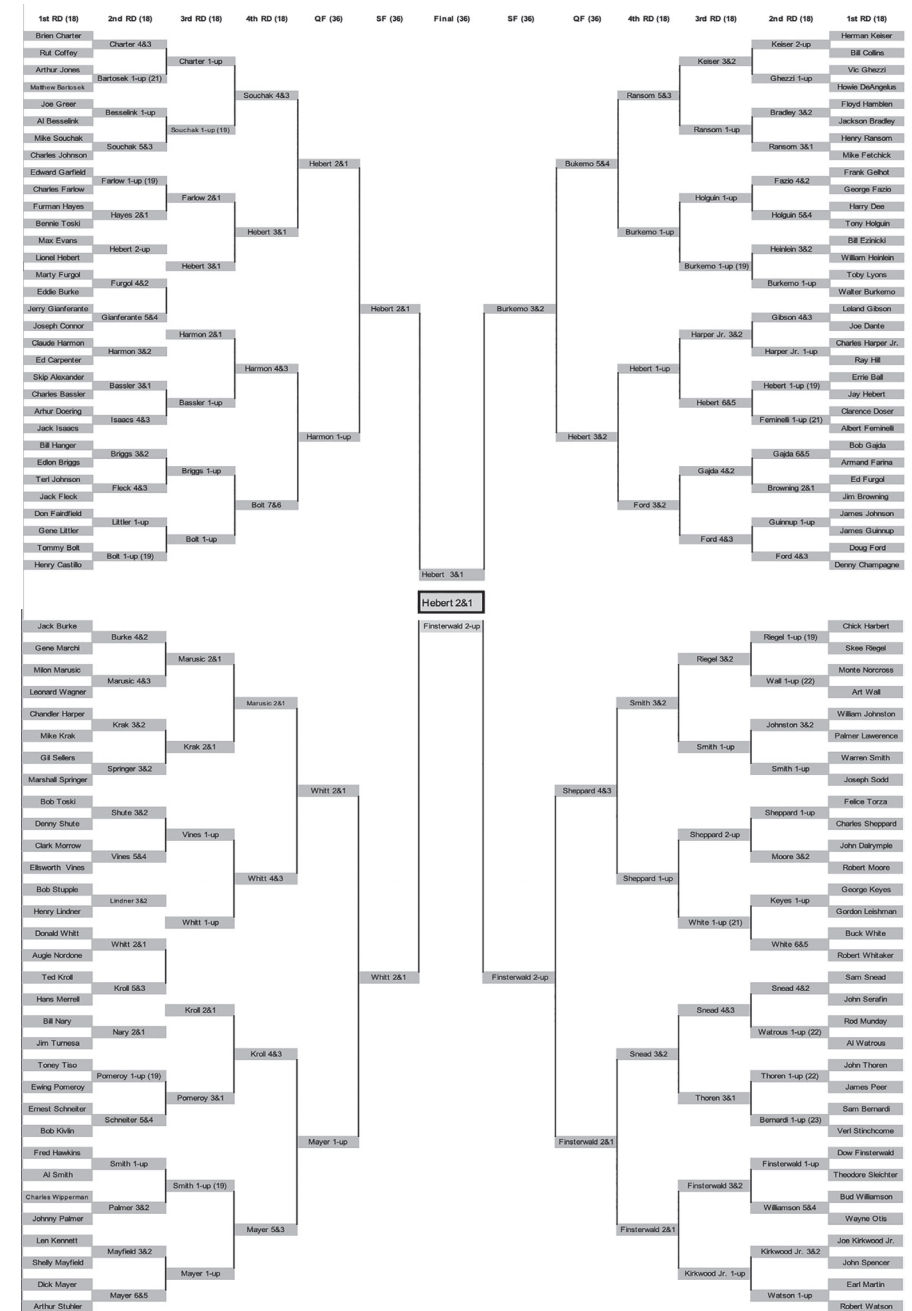 1st RD (18) 2nd RD (18) 3rd RD (18) 4th RD (18) QF (36) SF (36) Final (36) SF (36) QF (36) 4th RD (18) 3rd RD (18) 2nd RD (18) 1st RD (18)
Brien Charter
Rut Coffey
Arthur Jones
Matthew Bartosek
Joe Greer
Al Besselink
Mike Souchak
Charles Johnson
Edward Garfield
Charles Farlow
Furman Hayes
Bennie Toski
Max Evans
Lionel Hebert
Marty Furgol
Eddie Burke
Jerry Gianferante
Joseph Connor
Claude Harmon
Ed Carpenter
Skip Alexander
Charles Bassler
Arhur Doering
Jack Isaacs
Bill Hanger
Edlon Briggs
Terl Johnson
Jack Fleck
Don Fairdfield
Gene Littler
Tommy Bolt
Henry Castillo
Charter 4&3
Bartosek 1-up (21)
Besselink 1-up
Souchak 5&3
Farlow 1-up (19)
Hayes 2&1
Hebert 2-up
Furgol 4&2
Gianferante 5&4
Harmon 3&2
Bassler 3&1
Isaacs 4&3
Briggs 3&2
Fleck 4&3
Littler 1-up
Bolt 1-up (19)
Charter 1-up
Souchak 1-up (19)
Farlow 2&1
Hebert 3&1
Harmon 2&1
Bassler 1-up
Briggs 1-up
Bolt 1-up
Souchak 4&3
Hebert 3&1
Harmon 4&3
Bolt 7&6
Hebert 2&1
Harmon 1-up
Hebert 2&1
Hebert 3&1
Hebert 2&1
Finsterwald 2-up
Burkemo 3&2
Bukemo 5&4
Hebert 3&2
Ransom 5&3
Burkemo 1-up
Hebert 1-up
Ford 3&2
Keiser 3&2
Ransom 1-up
Holguin 1-up
Burkemo 1-up (19)
Harper Jr. 3&2
Hebert 6&5
Gajda 4&2
Ford 4&3
Keiser 2-up
Ghezzi 1-up
Bradley 3&2
Ransom 3&1
Fazio 4&2
Holguin 5&4
Heinlein 3&2
Burkemo 1-up
Gibson 4&3
Harper Jr. 1-up
Hebert 1-up (19)
Feminelli 1-up (21)
Gajda 6&5
Browning 2&1
Guinnup 1-up
Ford 4&3
Herman Keiser
Bill Collins
Vic Ghezzi
Howie DeAngelus
Floyd Hamblen
Jackson Bradley
Henry Ransom
Mike Fetchick
Frank Gelhot
George Fazio
Harry Dee
Tony Holguin
Bill Ezinicki
William Heinlein
Toby Lyons
Walter Burkemo
Leland Gibson
Joe Dante
Charles Harper Jr.
Ray Hill
Errie Ball
Jay Hebert
Clarence Doser
Albert Feminelli
Bob Gajda
Armand Farina
Ed Furgol
Jim Browning
James Johnson
James Guinnup
Doug Ford
Denny Champagne
Jack Burke
Gene Marchi
Milon Marusic
Leonard Wagner
Chandler Harper
Mike Krak
Gil Sellers
Marshall Springer
Bob Toski
Denny Shute
Clark Morrow
Ellsworth Vines
Bob Stupple
Henry Lindner
Donald Whitt
Augie Nordone
Ted Kroll
Hans Merrell
Bill Nary
Jim Turnesa
Toney Tiso
Ewing Pomeroy
Ernest Schneiter
Bob Kivlin
Fred Hawkins
Al Smith
Charles Wipperman
Johnny Palmer
Len Kennett
Shelly Mayfield
Dick Mayer
Arthur Stuhler
Burke 4&2
Marusic 4&3
Krak 3&2
Springer 3&2
Shute 3&2
Vines 5&4
Lindner 3&2
Whitt 2&1
Kroll 5&3
Nary 2&1
Pomeroy 1-up (19)
Schneiter 5&4
Smith 1-up
Palmer 3&2
Mayfield 3&2
Mayer 6&5
Marusic 2&1
Krak 2&1
Vines 1-up
Whitt 1-up
Kroll 2&1
Pomeroy 3&1
Smith 1-up (19)
Mayer 1-up
Marusic 2&1
Whitt 4&3
Kroll 4&3
Mayer 5&3
Whitt 2&1
Mayer 1-up
Whitt 2&1
Finsterwald 2-up
Sheppard 4&3
Finsterwald 2&1
Smith 3&2
Sheppard 1-up
Snead 3&2
Finsterwald 2&1
Riegel 3&2
Smith 1-up
Sheppard 2-up
White 1-up (21)
Snead 4&3
Thoren 3&1
Finsterwald 3&2
Kirkwood Jr. 1-up
Riegel 1-up (19)
Wall 1-up (22)
Johnston 3&2
Smith 1-up
Sheppard 1-up
Moore 3&2
Keyes 1-up
White 6&5
Snead 4&2
Watrous 1-up (22)
Thoren 1-up (22)
Bernardi 1-up (23)
Finsterwald 1-up
Williamson 5&4
Kirkwood Jr. 3&2
Watson 1-up
Chick Harbert
Skee Riegel
Monte Norcross
Art Wall
William Johnston
Palmer Lawerence
Warren Smith
Joseph Sodd
Felice Torza
Charles Sheppard
John Dalrymple
Robert Moore
George Keyes
Gordon Leishman
Buck White
Robert Whitaker
Sam Snead
John Serafin
Rod Munday
Al Watrous
John Thoren
James Peer
Sam Bernardi
Verl Stinchcome
Dow Finsterwald
Theodore Sleichter
Bud Williamson
Wayne Otis
Joe Kirkwood Jr.
John Spencer
Earl Martin
Robert Watson